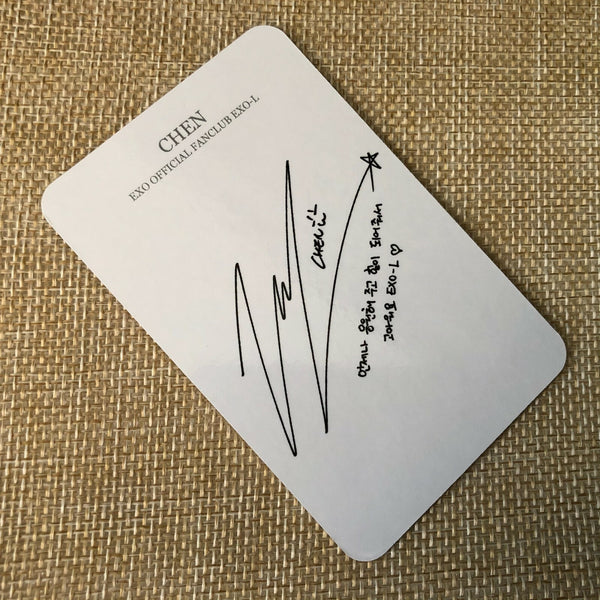 CHEN
EXO OFFICIAL FANCLUB EXO-L
CHEN
언제나 응원해 주고 힘이 되어줘서
고마워요 EXO-L ♡